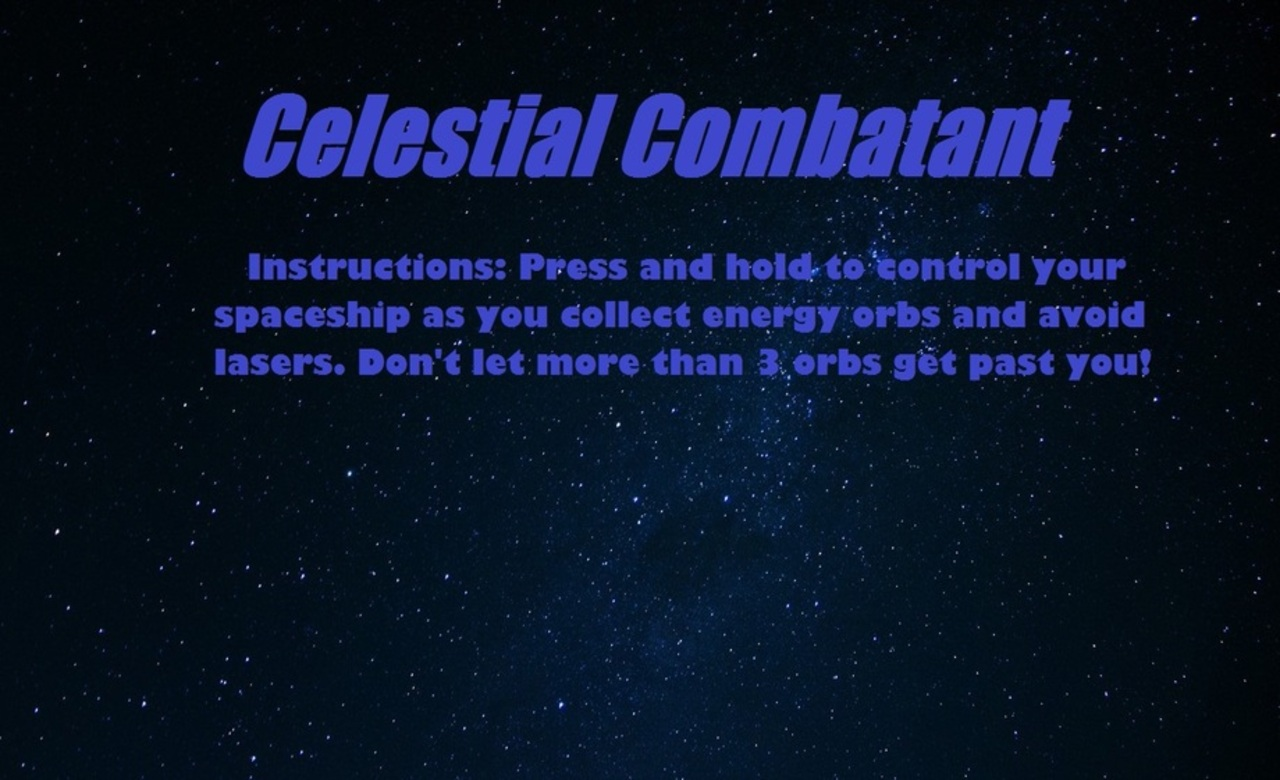 Celestial Combatant
Instructions: Press and hold to control your
spaceship as you collect energy orbs and avoid
lasers. Don't let more than 3 orbs get past you!